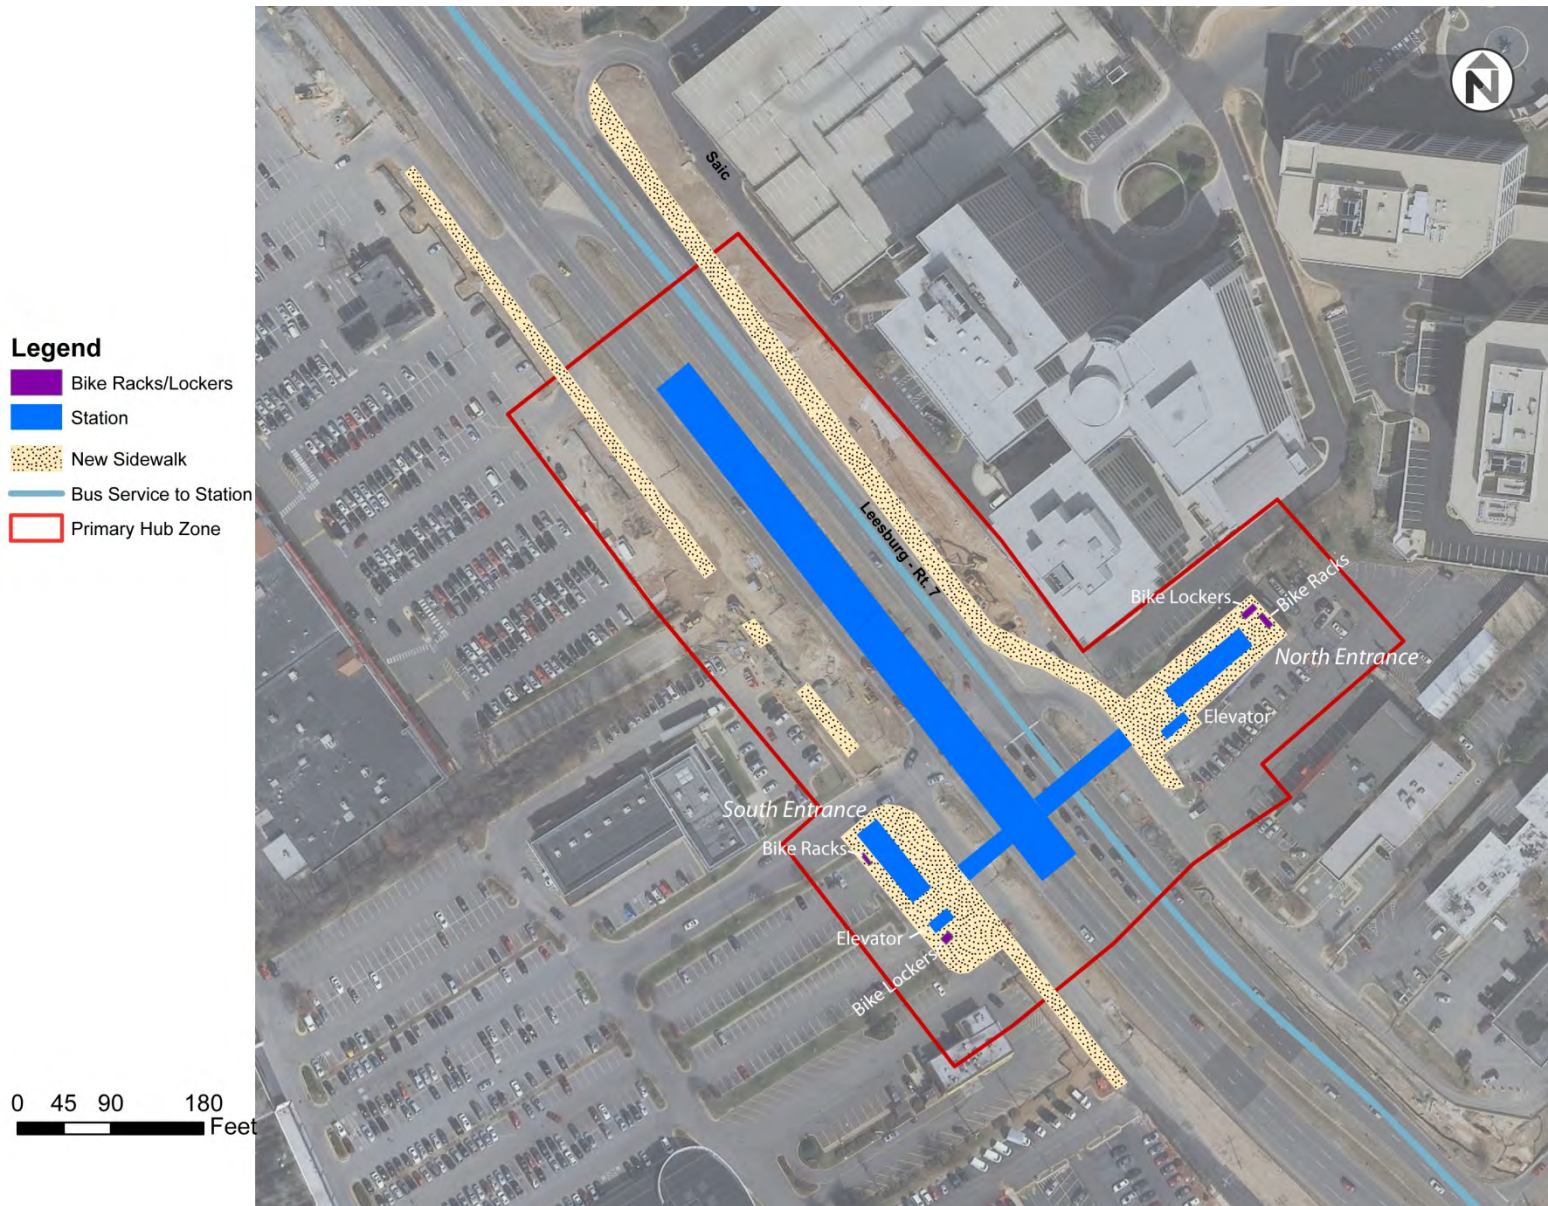 N
Saic
Legend
Bike Racks/Lockers
Station
New Sidewalk
Bus Service to Station
Primary Hub Zone
Leesburg - Rt. 7
Bike Lockers
Bike Racks
North Entrance
Elevator
South Entrance
Bike Racks
Elevator
Bike Lockers
0 45 90 180
Feet